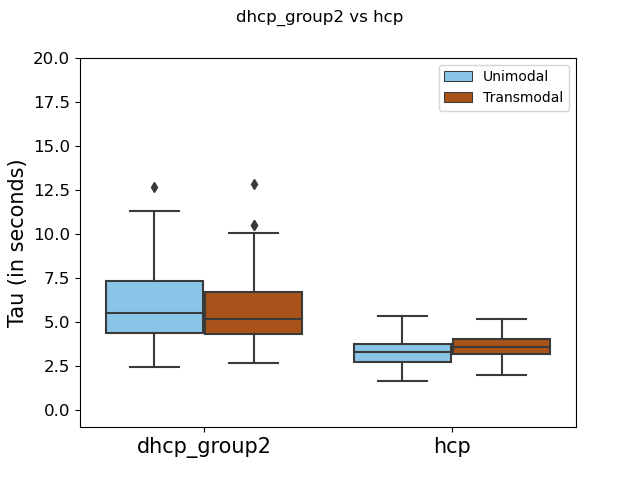 dhcp_group2 vs hcp
Unimodal
Transmodal
Tau (in seconds)
20.0
17.5
15.0
12.5
10.0
7.5
5.0
2.5
0.0
dhcp_group2
hcp